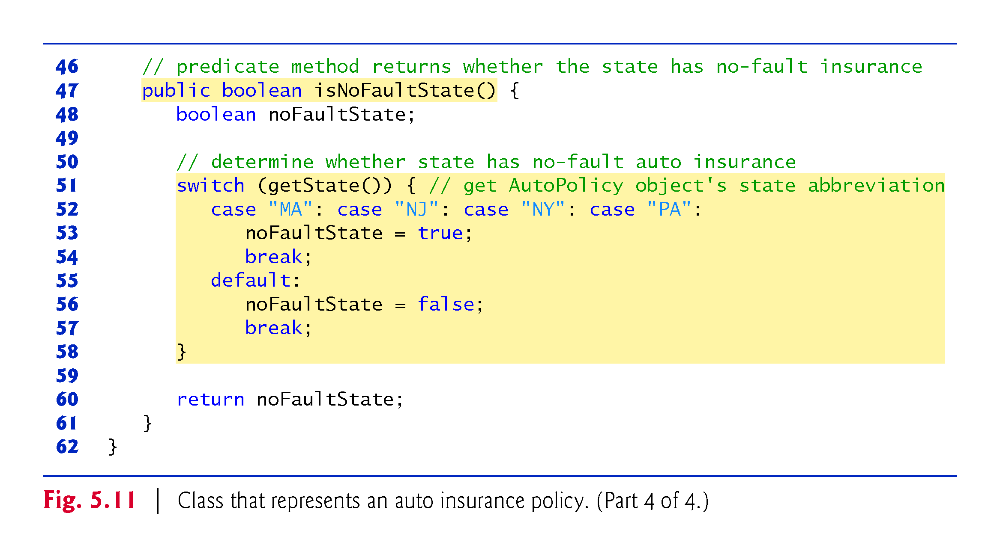 46 // predicate method returns whether the state has no-fault insurance
47 public boolean isNoFaultState() {
48 boolean noFaultState;
49
50 // determine whether state has no-fault auto insurance
51 switch (getState()) { // get AutoPolicy object's state abbreviation
52 case "MA": case "NJ": case "NY": case "PA":
53 noFaultState = true;
54 break;
55 default:
56 noFaultState = false;
57 break;
58 }
59
60 return noFaultState;
61 }
62 }
Fig. 5.11 | Class that represents an auto insurance policy. (Part 4 of 4.)